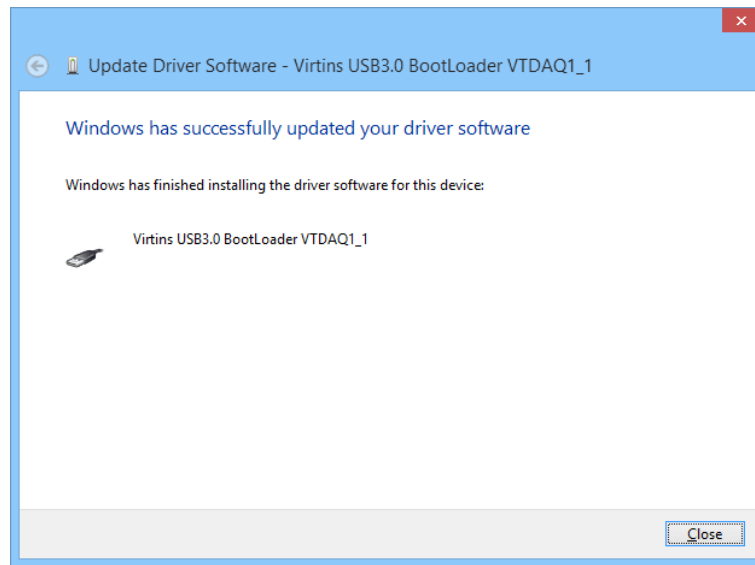 Update Driver Software - Virtins USB3.0 BootLoader VTDAQ1_1
Windows has successfully updated your driver software
Windows has finished installing the driver software for this device:
Virtins USB3.0 BootLoader VTDAQ1_1
Close